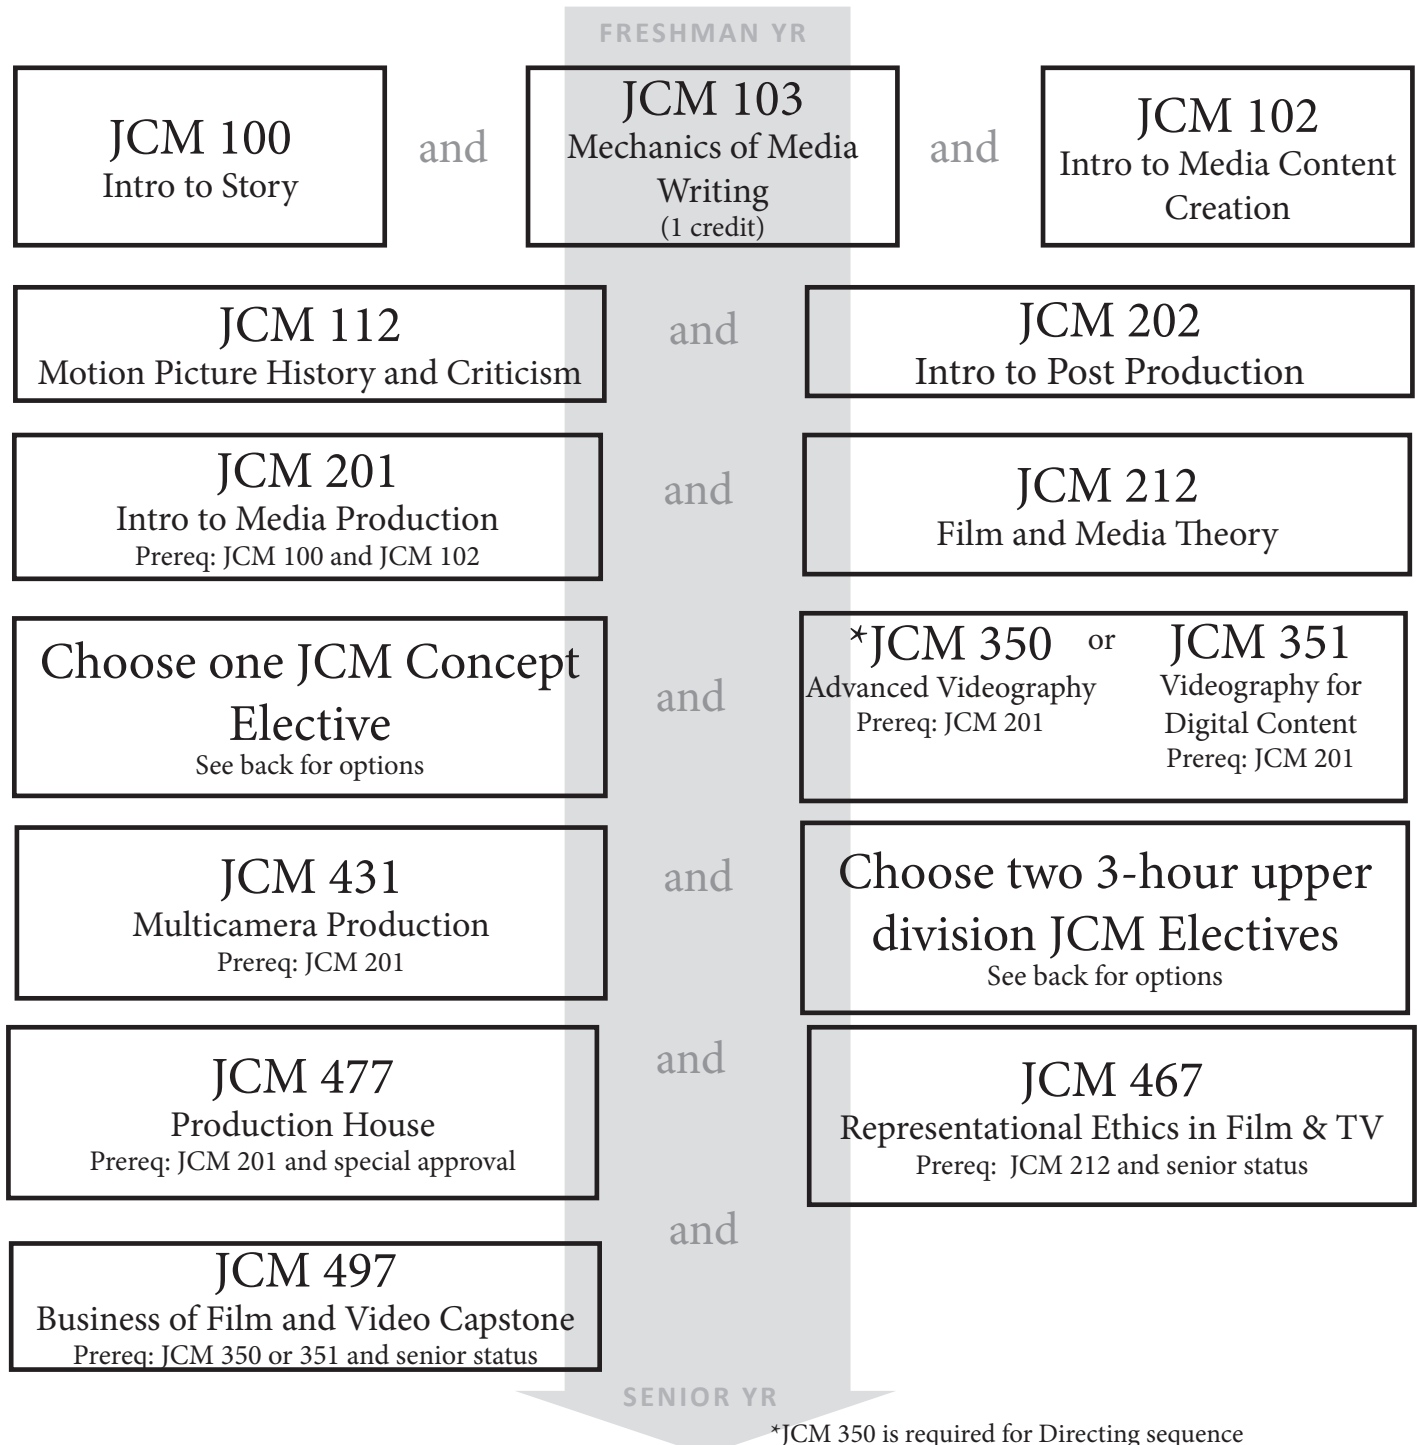 FRESHMAN YR
JCM 100
Intro to Story
and
JCM 103
Mechanics of Media
Writing
(1 credit)
and
JCM 102
Intro to Media Content
Creation
JCM 112
Motion Picture History and Criticism
and
JCM 202
Intro to Post Production
JCM 201
Intro to Media Production
Prereq: JCM 100 and JCM 102
and
JCM 212
Film and Media Theory
Choose one JCM Concept
Elective
See back for options
and
*JCM 350
Advanced Videography
Prereq: JCM 201
or
JCM 351
Videography for
Digital Content
Prereq: JCM 201
JCM 431
Multicamera Production
Prereq: JCM 201
and
Choose two 3-hour upper
division JCM Electives
See back for options
JCM 477
Production House
Prereq: JCM 201 and special approval
and
JCM 467
Representational Ethics in Film & TV
Prereq: JCM 212 and senior status
and
JCM 497
Business of Film and Video Capstone
Prereq: JCM 350 or 351 and senior status
SENIOR YR
*JCM 350 is required for Directing sequence